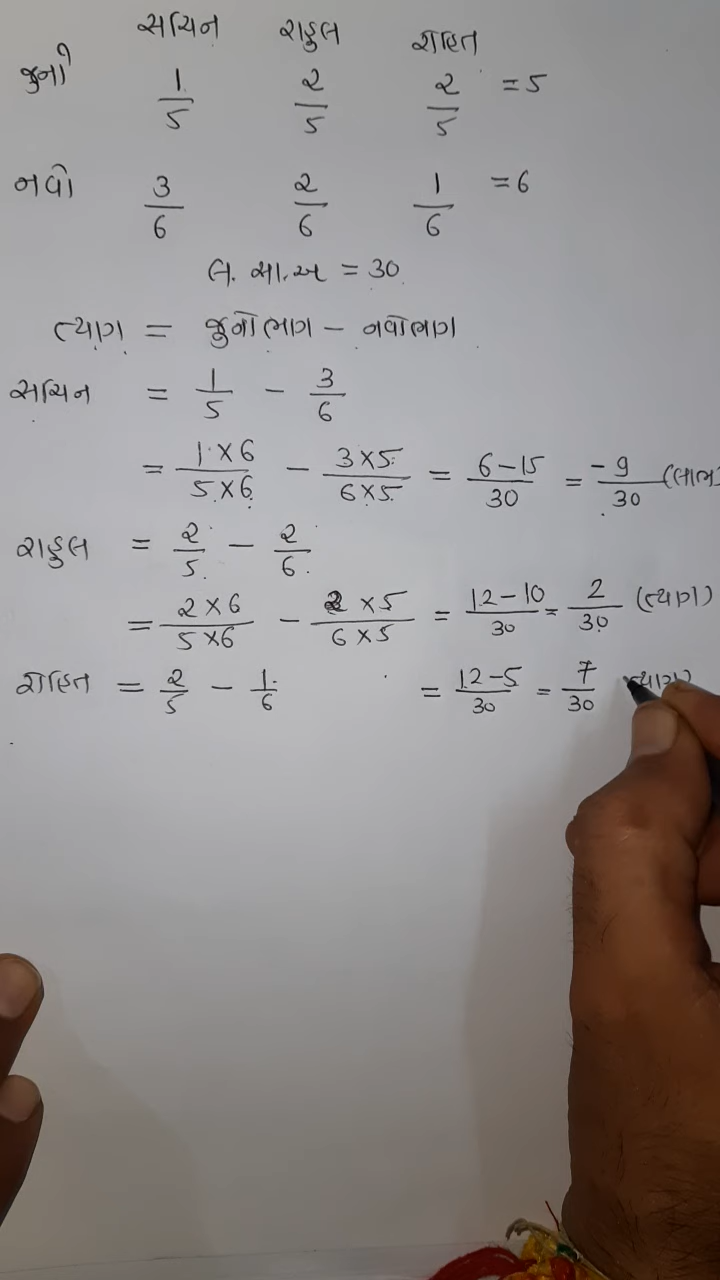 સચિન રાહુલ રોહિત
જુનો 1/5 2/5 2/5 = 5
નવો 3/6 2/6 1/6 = 6
લ. સા. અ = 30
ત્યાગ = જુનોભાગ – નવોભાગ
સચિન = 1/5 – 3/6
= 1×6/5×6 – 3×5/6×5 = 6–15/30 = –9/30 (લાભ)
રાહુલ = 2/5 – 2/6
= 2×6/5×6 – 2×5/6×5 = 12–10/30 = 2/30 (ત્યાગ)
રોહિત = 2/5 – 1/6 = 12–5/30 = 7/30